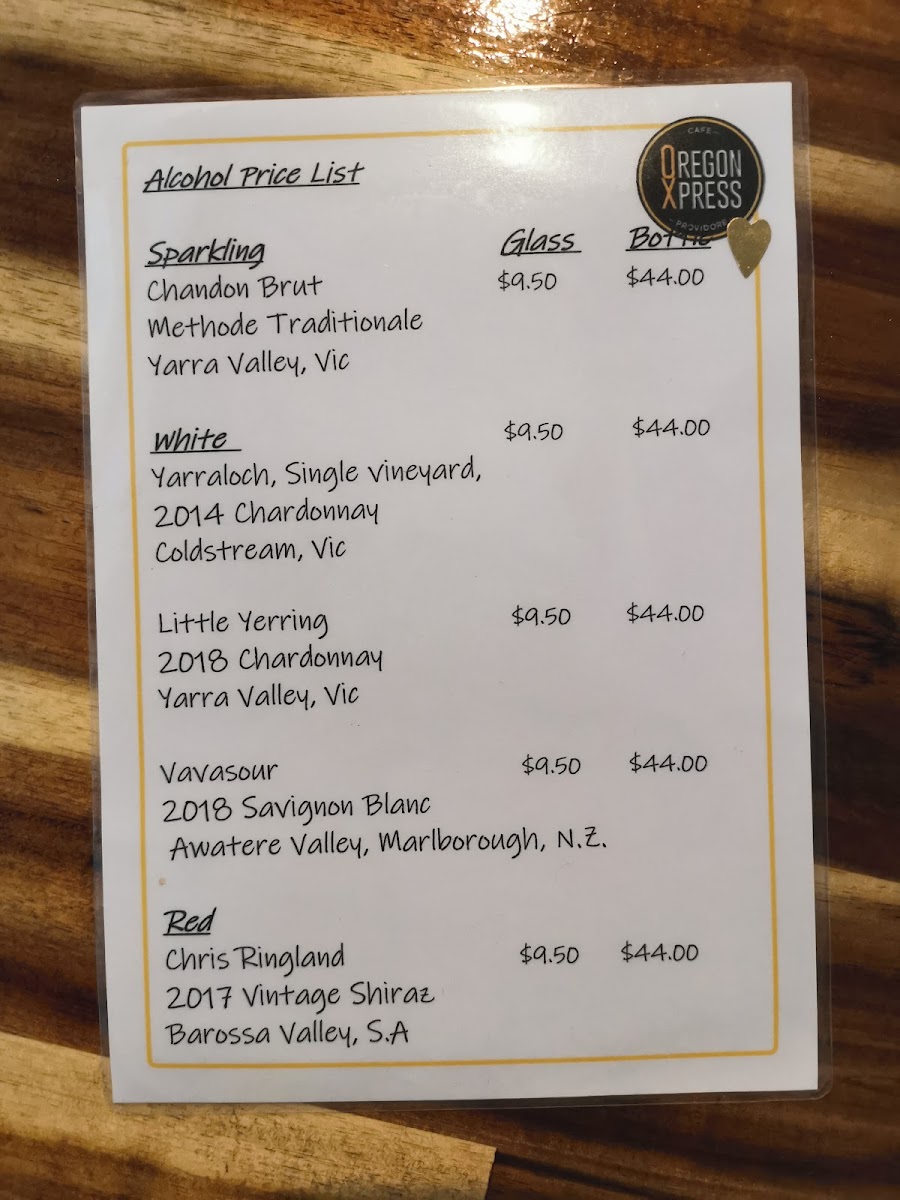 Alcohol Price List
CAFE
OREGON
XPRESS
PROVIDORE
Sparkling Glass Bottle
Chandon Brut $9.50 $44.00
Methode Traditionale
Yarra Valley, Vic
White $9.50 $44.00
Yarraloch, Single vineyard,
2014 Chardonnay
Coldstream, Vic
Little Yerring $9.50 $44.00
2018 Chardonnay
Yarra Valley, Vic
Vavasour $9.50 $44.00
2018 Savignon Blanc
Awatere Valley, Marlborough, N.Z.
Red
Chris Ringland $9.50 $44.00
2017 Vintage Shiraz
Barossa Valley, S.A